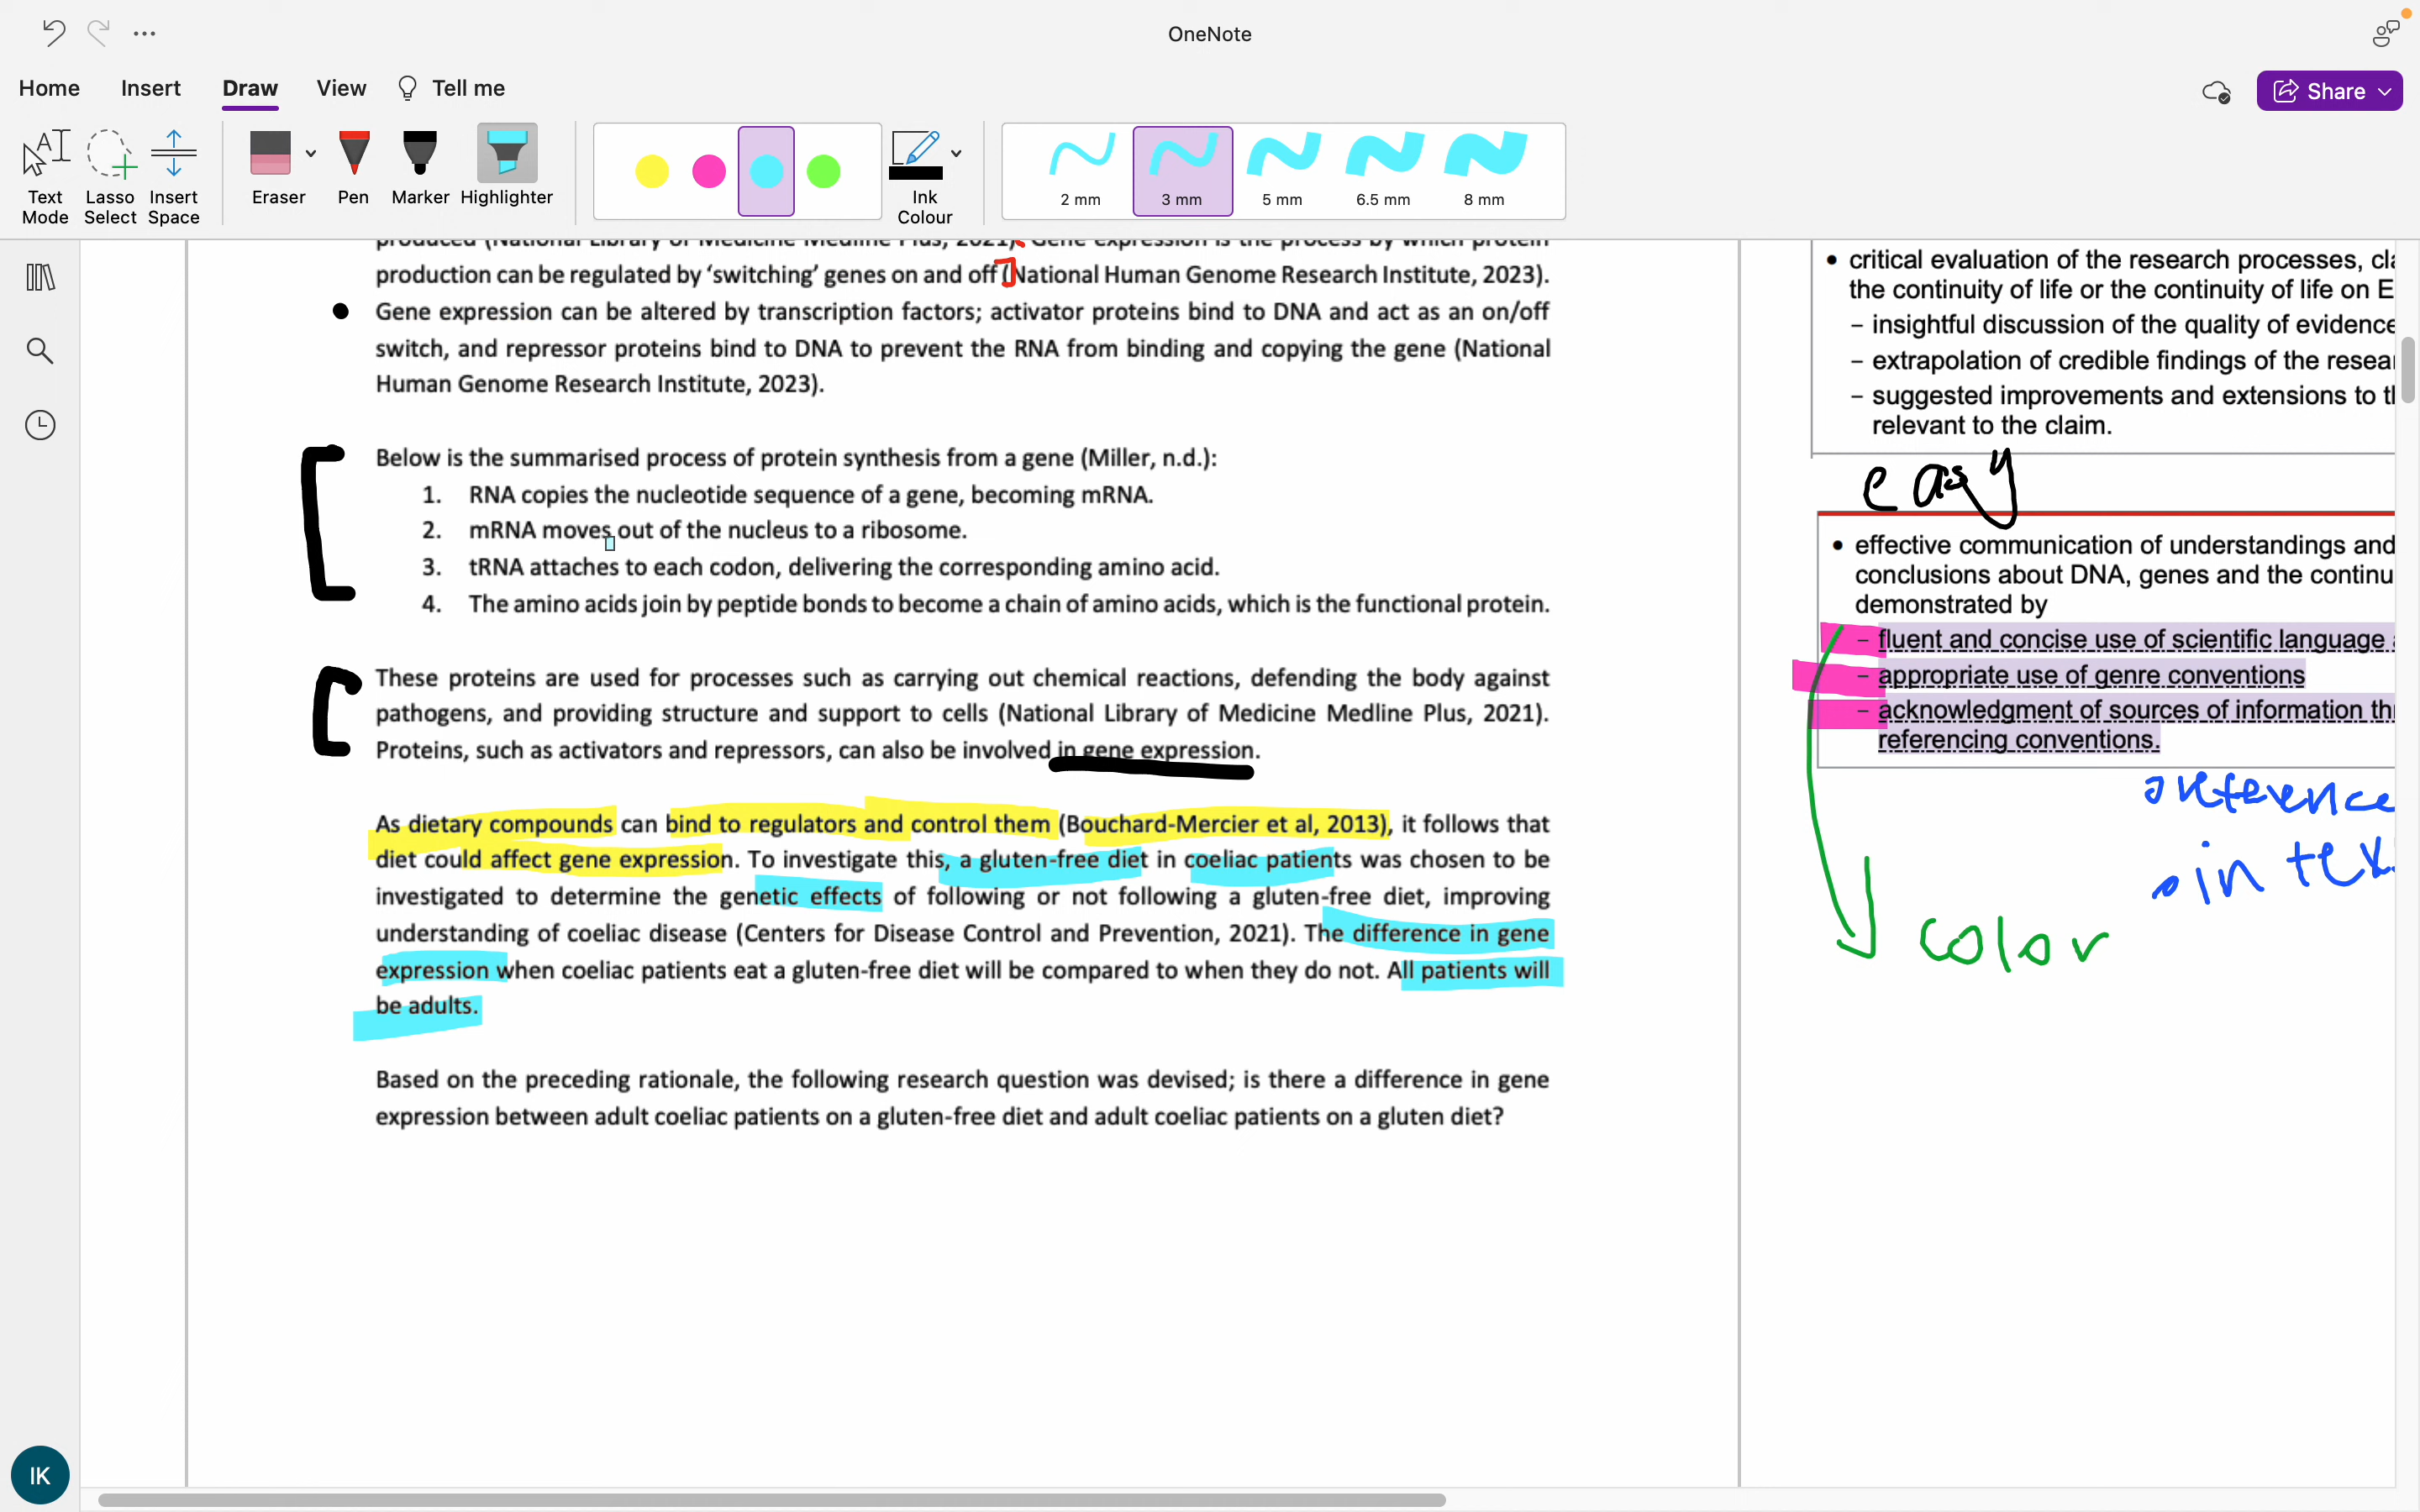 OneNote
Home Insert Draw View Tell me
Share
Text Mode
Lasso Select
Insert Space
Eraser
Pen
Marker
Highlighter
Ink Colour
2 mm
3 mm
5 mm
6.5 mm
8 mm
produced (National Library of Medicine Medline Plus, 2021). Gene expression is the process by which protein
production can be regulated by ‘switching’ genes on and off (National Human Genome Research Institute, 2023).
Gene expression can be altered by transcription factors; activator proteins bind to DNA and act as an on/off
switch, and repressor proteins bind to DNA to prevent the RNA from binding and copying the gene (National
Human Genome Research Institute, 2023).
Below is the summarised process of protein synthesis from a gene (Miller, n.d.):
1. RNA copies the nucleotide sequence of a gene, becoming mRNA.
2. mRNA moves out of the nucleus to a ribosome.
3. tRNA attaches to each codon, delivering the corresponding amino acid.
4. The amino acids join by peptide bonds to become a chain of amino acids, which is the functional protein.
These proteins are used for processes such as carrying out chemical reactions, defending the body against
pathogens, and providing structure and support to cells (National Library of Medicine Medline Plus, 2021).
Proteins, such as activators and repressors, can also be involved in gene expression.
As dietary compounds can bind to regulators and control them (Bouchard-Mercier et al, 2013), it follows that
diet could affect gene expression. To investigate this, a gluten-free diet in coeliac patients was chosen to be
investigated to determine the genetic effects of following or not following a gluten-free diet, improving
understanding of coeliac disease (Centers for Disease Control and Prevention, 2021). The difference in gene
expression when coeliac patients eat a gluten-free diet will be compared to when they do not. All patients will
be adults.
Based on the preceding rationale, the following research question was devised; is there a difference in gene
expression between adult coeliac patients on a gluten-free diet and adult coeliac patients on a gluten diet?
• critical evaluation of the research processes,
the continuity of life or the continuity of life on E
– insightful discussion of the quality of evidence
– extrapolation of credible findings of the
– suggested improvements and extensions to
relevant to the claim.
easy
• effective communication of understandings and
conclusions about DNA, genes and the
demonstrated by
– fluent and concise use of scientific language
– appropriate use of genre conventions
– acknowledgment of sources of information
referencing conventions.
reference
in
color
IK